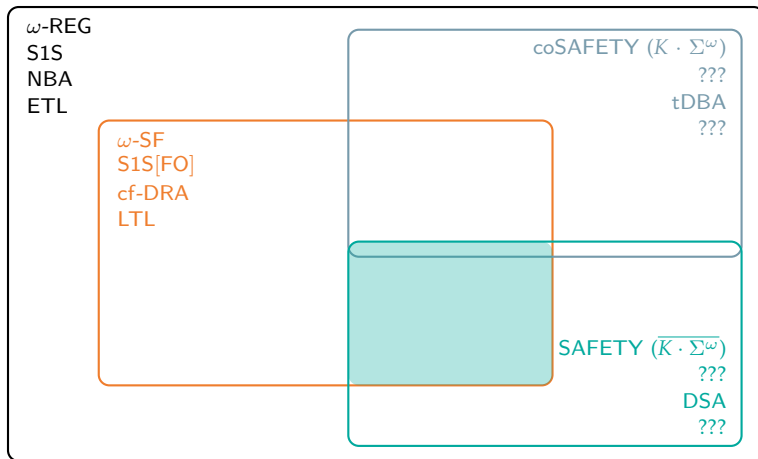 ω-REG
S1S
NBA
ETL
coSAFETY (K · Σ^ω)
???
tDBA
???
ω-SF
S1S[FO]
cf-DRA
LTL
SAFETY (\overline{K · Σ^ω})
???
DSA
???